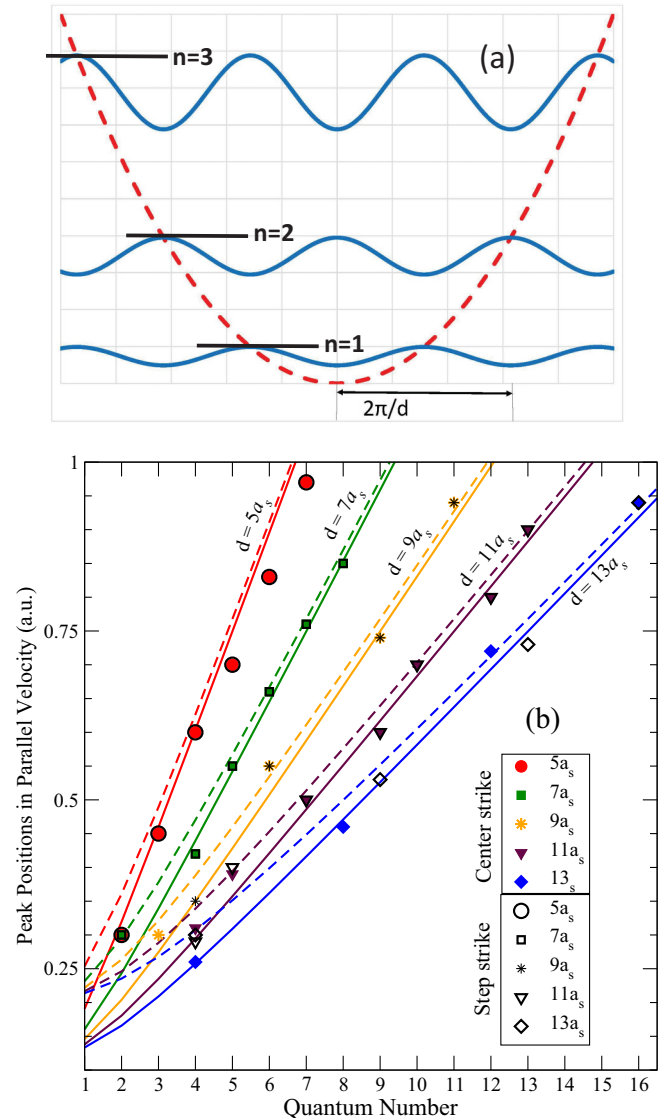 (a)
n=3
n=2
n=1
2π/d
1
0.75
0.5
0.25
Peak Positions in Parallel Velocity (a.u.)
d = 5a_s
d = 7a_s
d = 9a_s
d = 11a_s
d = 13a_s
(b)
Center strike
5a_s
7a_s
9a_s
11a_s
13_s
Step strike
5a_s
7a_s
9a_s
11a_s
13a_s
1 2 3 4 5 6 7 8 9 10 11 12 13 14 15 16
Quantum Number